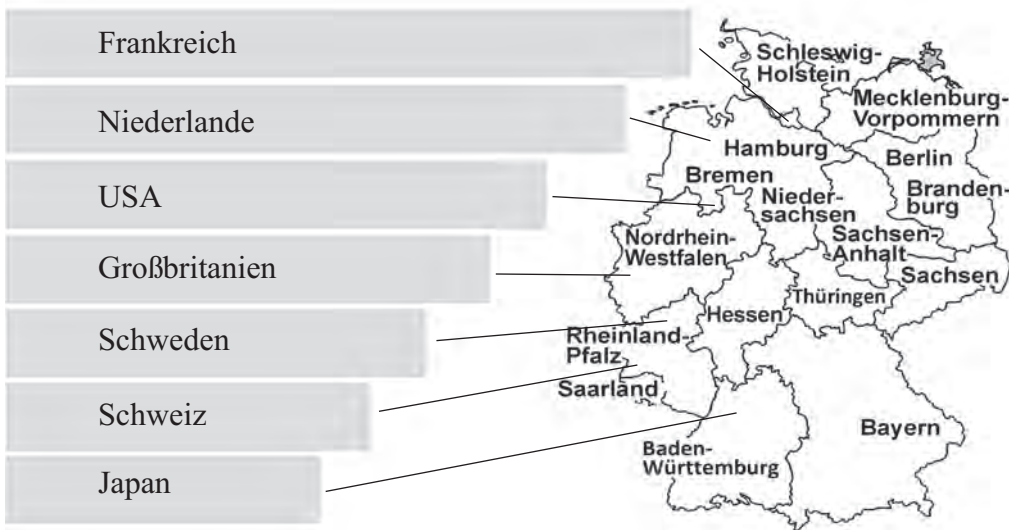 Frankreich
Niederlande
USA
Großbritanien
Schweden
Schweiz
Japan
Schleswig-
Holstein
Mecklenburg-
Vorpommern
Hamburg
Berlin
Bremen
Branden-
burg
Nieder-
sachsen
Sachsen-
Anhalt
Nordrhein-
Westfalen
Sachsen
Thüringen
Hessen
Rheinland-
Pfalz
Saarland
Bayern
Baden-
Württemburg